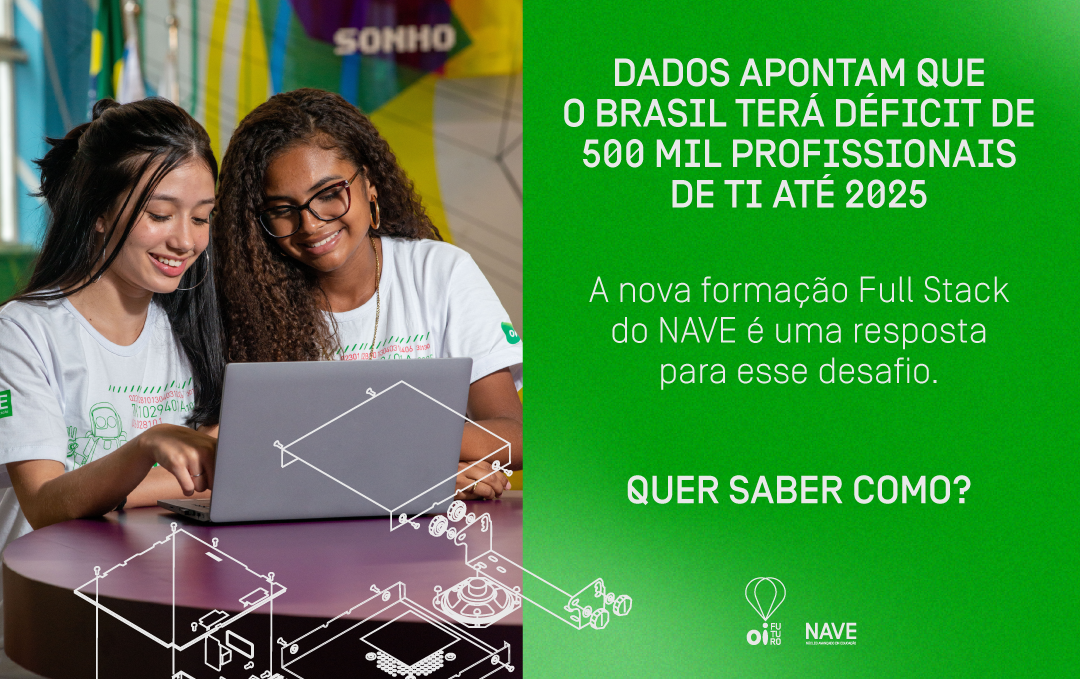 SONHO
DADOS APONTAM QUE
O BRASIL TERÁ DÉFICIT DE
500 MIL PROFISSIONAIS
DE TI ATÉ 2025
A nova formação Full Stack
do NAVE é uma resposta
para esse desafio.
QUER SABER COMO?
oi FUTURO
NAVE